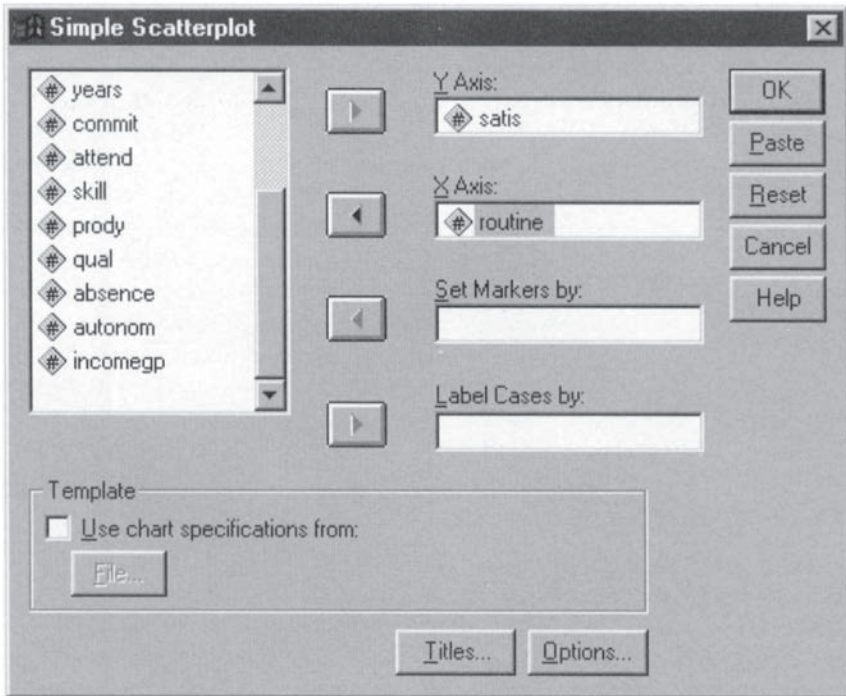 Simple Scatterplot
# years
# commit
# attend
# skill
# prody
# qual
# absence
# autonom
# incomegp
Y Axis:
# satis
X Axis:
# routine
Set Markers by:
Label Cases by:
OK
Paste
Reset
Cancel
Help
Template
Use chart specifications from:
File...
Titles...
Options...